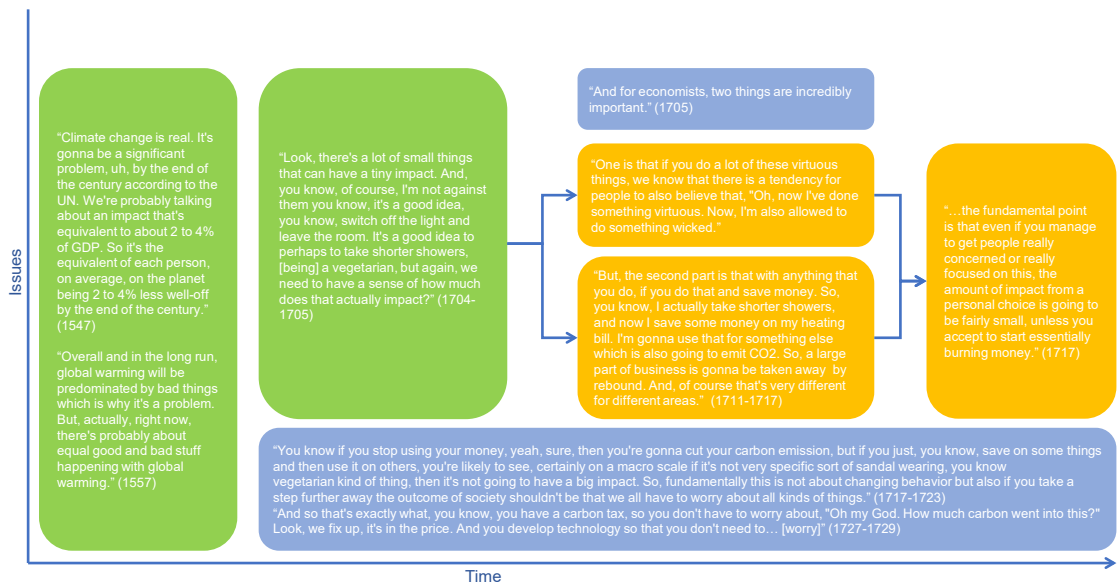 Issues
“Climate change is real. It's
gonna be a significant
problem, uh, by the end of
the century according to the
UN. We're probably talking
about an impact that's
equivalent to about 2 to 4%
of GDP. So it's the
equivalent of each person,
on average, on the planet
being 2 to 4% less well-off
by the end of the century.”
(1547)
“Overall and in the long run,
global warming will be
predominated by bad things
which is why it's a problem.
But, actually, right now,
there's probably about
equal good and bad stuff
happening with global
warming.” (1557)
“Look, there's a lot of small things
that can have a tiny impact. And,
you know, of course, I'm not against
them you know, it's a good idea,
you know, switch off the light and
leave the room. It's a good idea to
perhaps to take shorter showers,
[being] a vegetarian, but again, we
need to have a sense of how much
does that actually impact?” (1704-
1705)
“And for economists, two things are incredibly
important.” (1705)
“One is that if you do a lot of these virtuous
things, we know that there is a tendency for
people to also believe that, "Oh, now I've done
something virtuous. Now, I'm also allowed to
do something wicked.”
“But, the second part is that with anything that
you do, if you do that and save money. So,
you know, I actually take shorter showers,
and now I save some money on my heating
bill. I'm gonna use that for something else
which is also going to emit CO2. So, a large
part of business is gonna be taken away  by
rebound. And, of course that's very different
for different areas.”  (1711-1717)
“…the fundamental point
is that even if you manage
to get people really
concerned or really
focused on this, the
amount of impact from a
personal choice is going to
be fairly small, unless you
accept to start essentially
burning money.” (1717)
“You know if you stop using your money, yeah, sure, then you're gonna cut your carbon emission, but if you just, you know, save on some things
and then use it on others, you're likely to see, certainly on a macro scale if it's not very specific sort of sandal wearing, you know
vegetarian kind of thing, then it's not going to have a big impact. So, fundamentally this is not about changing behavior but also if you take a
step further away the outcome of society shouldn't be that we all have to worry about all kinds of things.” (1717-1723)
“And so that's exactly what, you know, you have a carbon tax, so you don't have to worry about, "Oh my God. How much carbon went into this?"
Look, we fix up, it's in the price. And you develop technology so that you don't need to… [worry]” (1727-1729)
Time